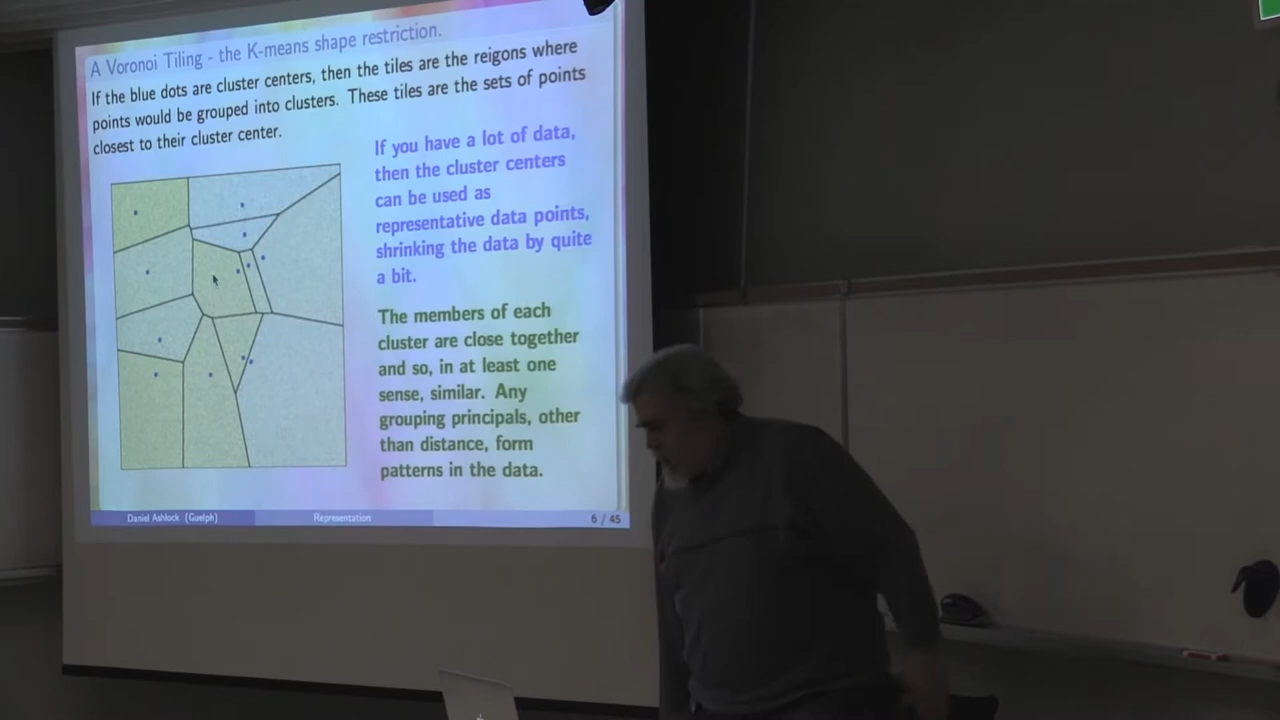 A Voronoi Tiling - the K-means shape restriction.
If the blue dots are cluster centers, then the tiles are the reigons where
points would be grouped into clusters. These tiles are the sets of points
closest to their cluster center.
If you have a lot of data,
then the cluster centers
can be used as
representative data points,
shrinking the data by quite
a bit.
The members of each
cluster are close together
and so, in at least one
sense, similar. Any
grouping principals, other
than distance, form
patterns in the data.
Daniel Ashlock (Guelph)
Representation
6 / 45